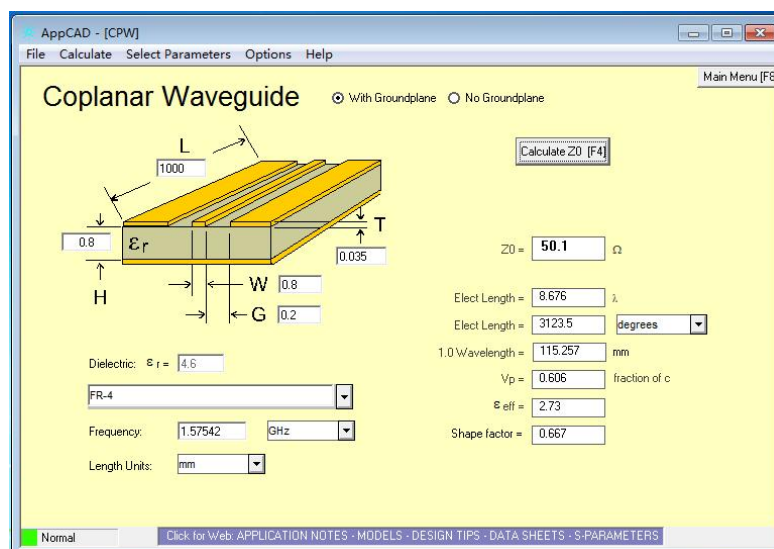 AppCAD - [CPW]
File Calculate Select Parameters Options Help
Main Menu [F8
Coplanar Waveguide
With Groundplane No Groundplane
L
1000
Calculate Z0 [F4]
0.8
εr
T
0.035
H
W 0.8
G 0.2
Z0 = 50.1 Ω
Elect Length = 8.676 λ
Elect Length = 3123.5 degrees
1.0 Wavelength = 115.257 mm
Vp = 0.606 fraction of c
ε eff = 2.73
Shape factor = 0.667
Dielectric: ε r = 4.6
FR-4
Frequency: 1.57542 GHz
Length Units: mm
Normal
Click for Web: APPLICATION NOTES - MODELS - DESIGN TIPS - DATA SHEETS - S-PARAMETERS